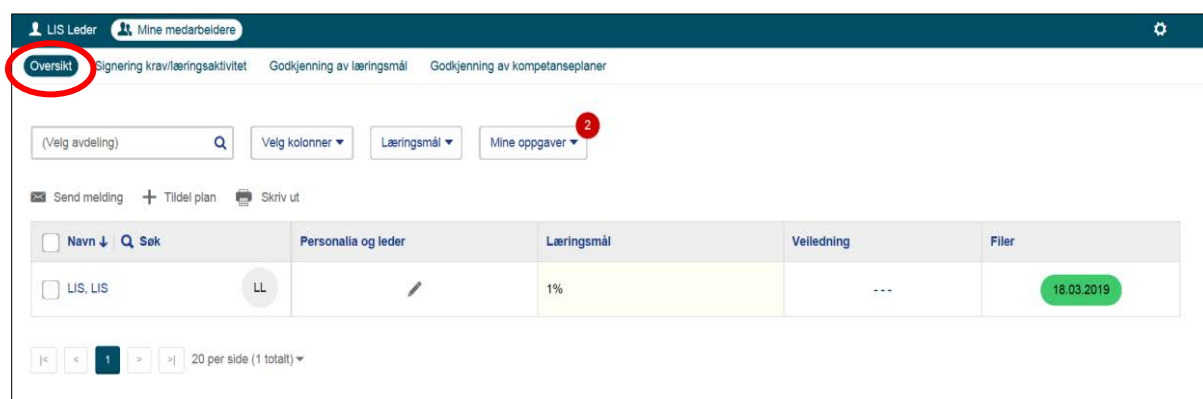 LIS Leder Mine medarbeidere
Oversikt Signering krav/læringsaktivitet Godkjenning av læringsmål Godkjenning av kompetanseplaner
2
(Velg avdeling) Velg kolonner Læringsmål Mine oppgaver
Send melding Tildel plan Skriv ut
Navn Søk Personalia og leder Læringsmål Veiledning Filer
LIS, LIS LL 1% - - - 18.03.2019
|< < 1 > >| 20 per side (1 totalt)